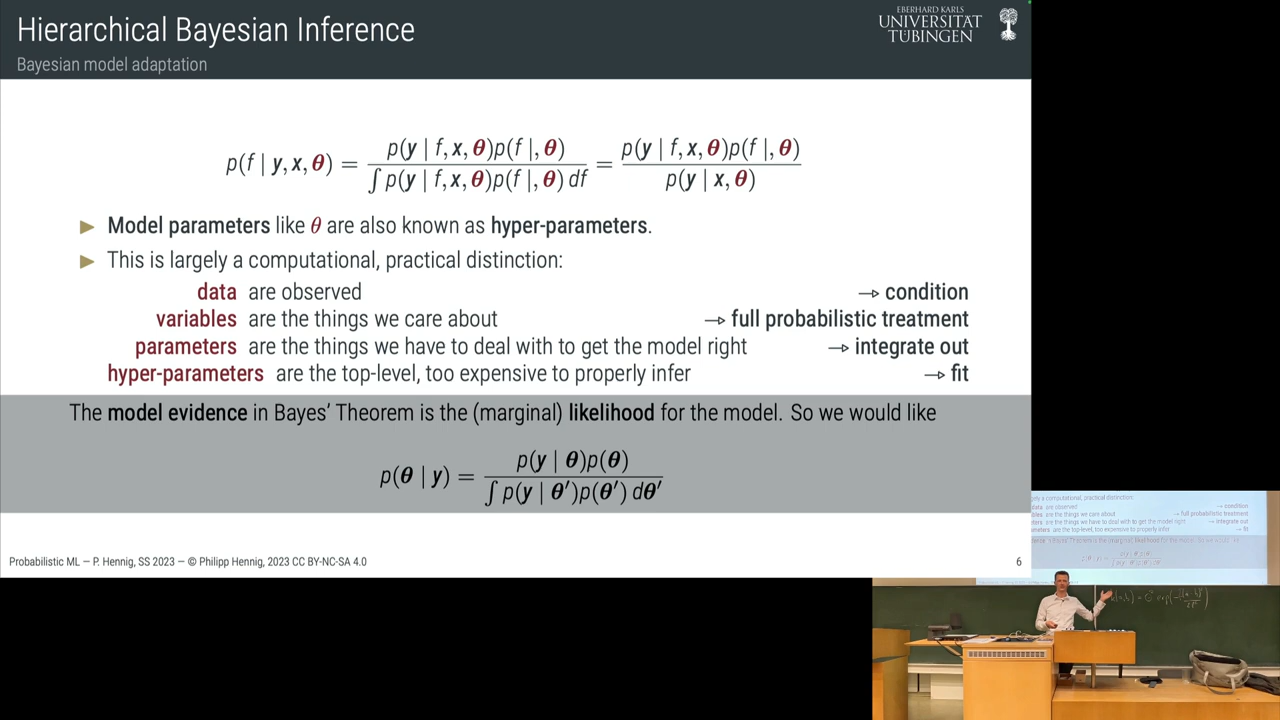 Hierarchical Bayesian Inference
Bayesian model adaptation
EBERHARD KARLS
UNIVERSITÄT
TÜBINGEN
p(f | y, x, θ) = p(y | f, x, θ)p(f |, θ) / ∫ p(y | f, x, θ)p(f |, θ) df = p(y | f, x, θ)p(f |, θ) / p(y | x, θ)
▶ Model parameters like θ are also known as hyper-parameters.
▶ This is largely a computational, practical distinction:
data are observed → condition
variables are the things we care about → full probabilistic treatment
parameters are the things we have to deal with to get the model right → integrate out
hyper-parameters are the top-level, too expensive to properly infer → fit
The model evidence in Bayes' Theorem is the (marginal) likelihood for the model. So we would like
p(θ | y) = p(y | θ)p(θ) / ∫ p(y | θ′)p(θ′) dθ′
Probabilistic ML — P. Hennig, SS 2023 — © Philipp Hennig, 2023 CC BY-NC-SA 4.0
6